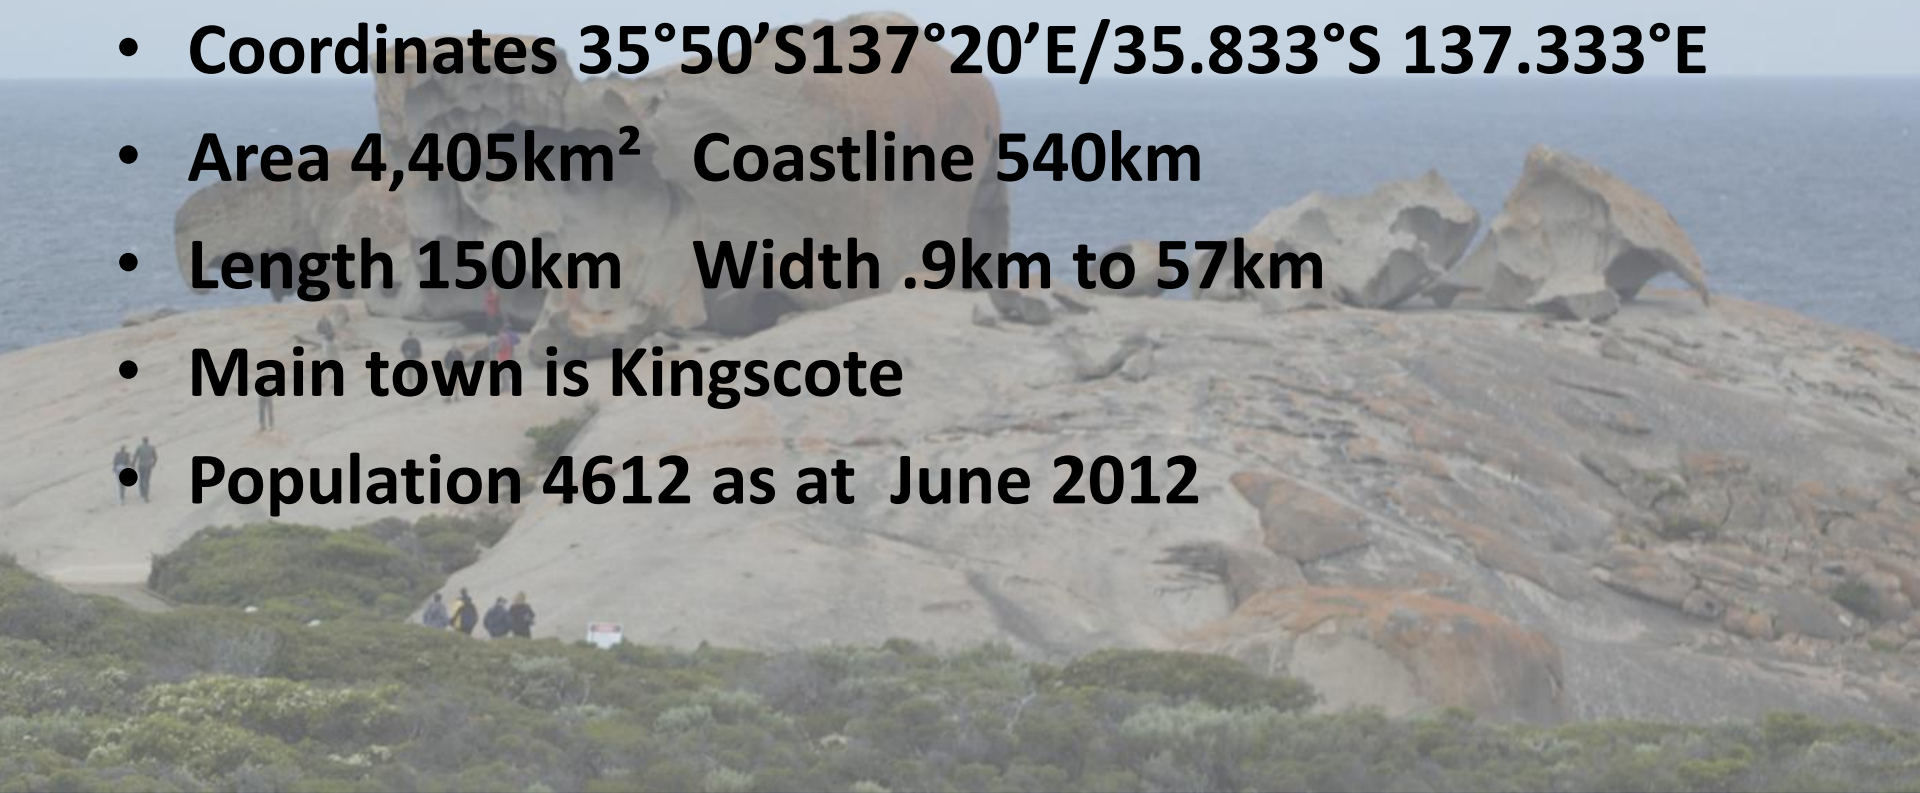 • Coordinates 35°50’S137°20’E/35.833°S 137.333°E
• Area 4,405km² Coastline 540km
• Length 150km Width .9km to 57km
• Main town is Kingscote
• Population 4612 as at June 2012